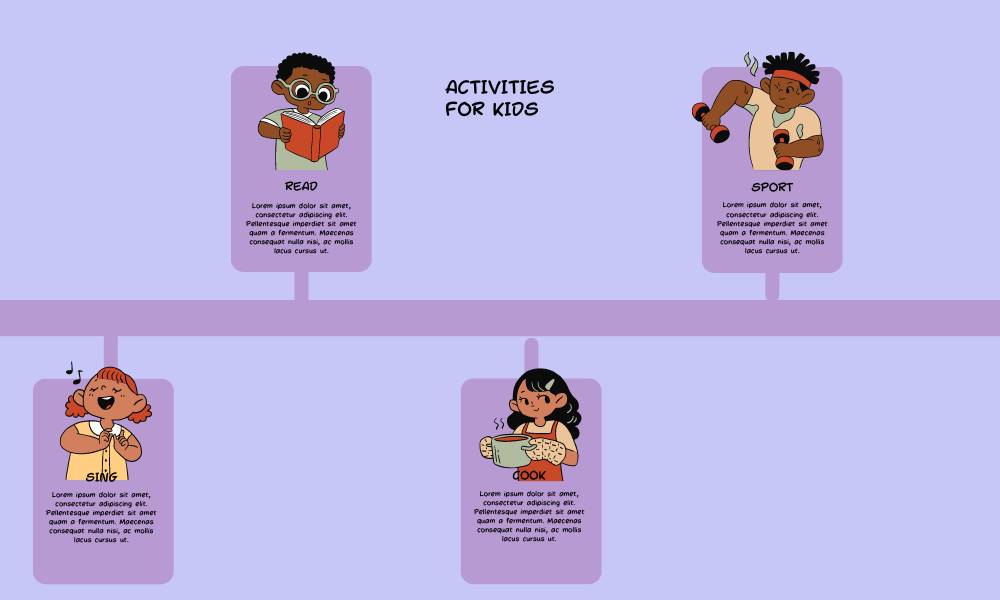 ACTIVITIES
FOR KIDS
READ
Lorem ipsum dolor sit amet,
consectetur adipiscing elit.
Pellentesque imperdiet sit amet
quam a fermentum. Maecenas
consequat nulla nisi, ac mollis
lacus cursus ut.
SPORT
Lorem ipsum dolor sit amet,
consectetur adipiscing elit.
Pellentesque imperdiet sit amet
quam a fermentum. Maecenas
consequat nulla nisi, ac mollis
lacus cursus ut.
SING
Lorem ipsum dolor sit amet,
consectetur adipiscing elit.
Pellentesque imperdiet sit amet
quam a fermentum. Maecenas
consequat nulla nisi, ac mollis
lacus cursus ut.
COOK
Lorem ipsum dolor sit amet,
consectetur adipiscing elit.
Pellentesque imperdiet sit amet
quam a fermentum. Maecenas
consequat nulla nisi, ac mollis
lacus cursus ut.